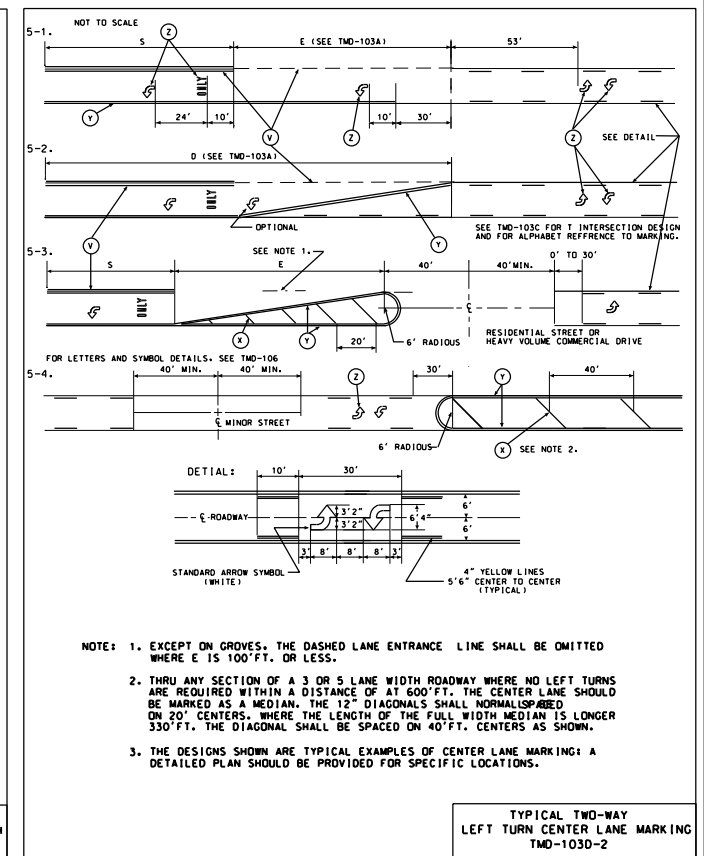 5-1.
NOT TO SCALE
S
Z
E (SEE TMD-103A)
53'
ONLY
Y
24'
10'
V
Z
10'
30'
Z
SEE DETAIL
5-2.
D (SEE TMD-103A)
ONLY
V
OPTIONAL
Y
SEE TMD-103C FOR T INTERSECTION DESIGN
AND FOR ALPHABET REFFRENCE TO MARKING.
5-3.
SEE NOTE 1.
S
E
40'
40'MIN.
0' TO 30'
ONLY
℄
X
Y
20'
6' RADIOUS
RESIDENTIAL STREET OR
HEAVY VOLUME COMMERCIAL DRIVE
FOR LETTERS AND SYMBOL DETAILS. SEE TMD-106
5-4.
40' MIN.
40' MIN.
Z
30'
Y
40'
℄ MINOR STREET
6' RADIOUS
X
SEE NOTE 2.
DETIAL:
10'
30'
℄ ROADWAY
3'2"
3'2"
6'4"
6'
6'
3'
8'
8'
8'
3'
STANDARD ARROW SYMBOL
(WHITE)
4" YELLOW LINES
5'6" CENTER TO CENTER
(TYPICAL)
NOTE: 1. EXCEPT ON GROVES. THE DASHED LANE ENTRANCE LINE SHALL BE OMITTED
WHERE E IS 100'FT. OR LESS.
2. THRU ANY SECTION OF A 3 OR 5 LANE WIDTH ROADWAY WHERE NO LEFT TURNS
ARE REQUIRED WITHIN A DISTANCE OF AT 600'FT. THE CENTER LANE SHOULD
BE MARKED AS A MEDIAN. THE 12" DIAGONALS SHALL
ON 20' CENTERS. WHERE THE LENGTH OF THE FULL WIDTH MEDIAN IS LONGER
330'FT. THE DIAGONAL SHALL BE SPACED ON 40'FT. CENTERS AS SHOWN.
3. THE DESIGNS SHOWN ARE TYPICAL EXAMPLES OF CENTER LANE MARKING: A
DETAILED PLAN SHOULD BE PROVIDED FOR SPECIFIC LOCATIONS.
TYPICAL TWO-WAY
LEFT TURN CENTER LANE MARKING
TMD-103D-2